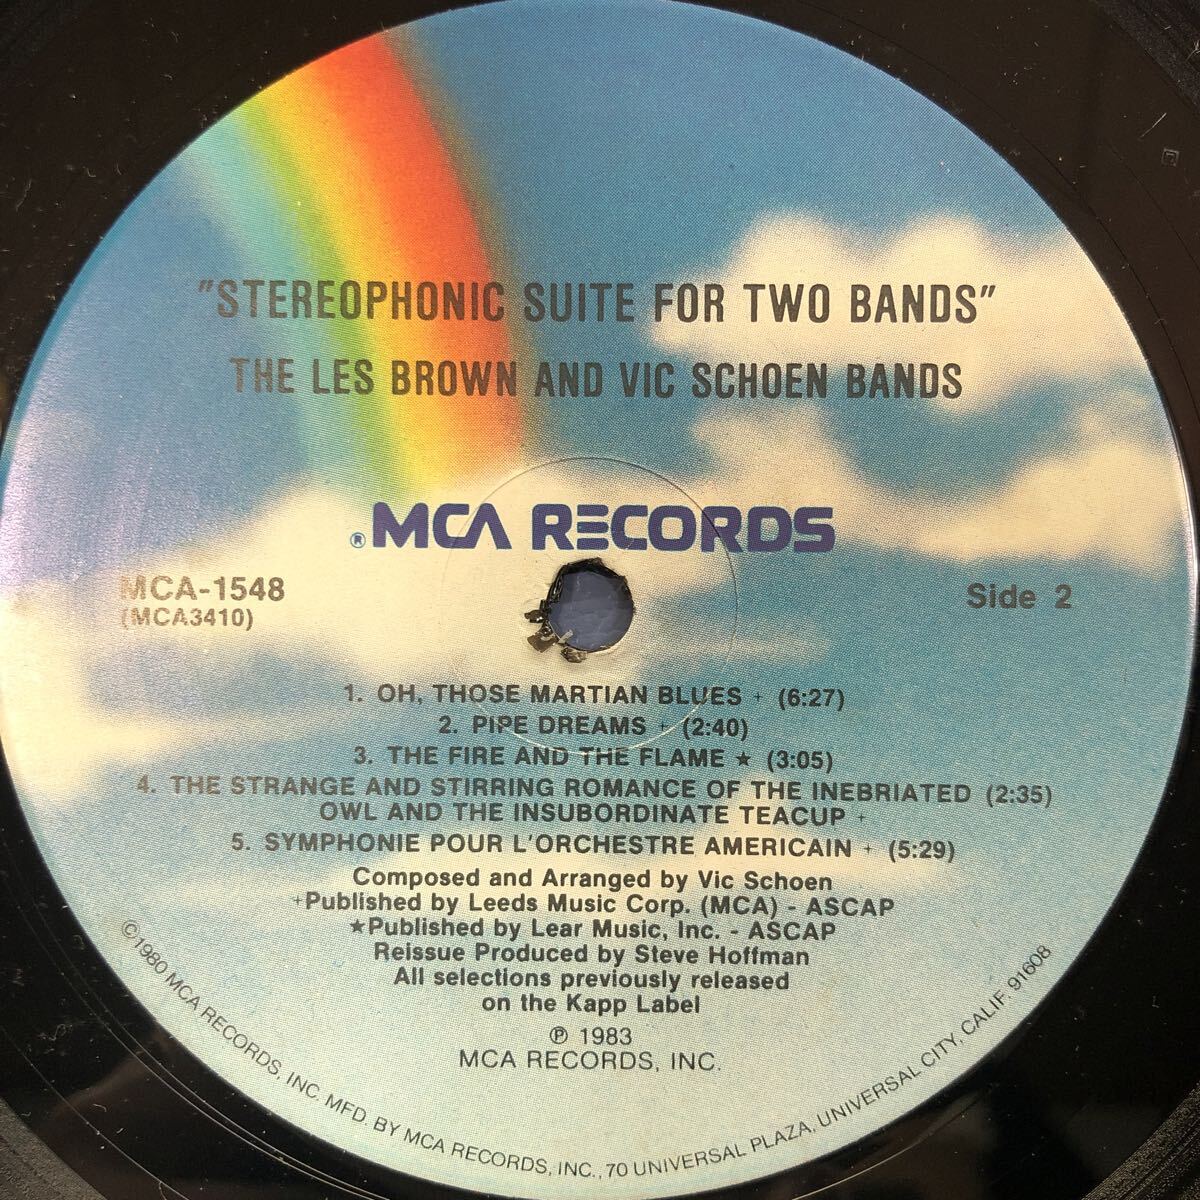 "STEREOPHONIC SUITE FOR TWO BANDS"
THE LES BROWN AND VIC SCHOEN BANDS
® MCA RECORDS
MCA-1548
(MCA3410)
Side 2
1. OH, THOSE MARTIAN BLUES + (6:27)
2. PIPE DREAMS + (2:40)
3. THE FIRE AND THE FLAME ★ (3:05)
4. THE STRANGE AND STIRRING ROMANCE OF THE INEBRIATED (2:35)
OWL AND THE INSUBORDINATE TEACUP +
5. SYMPHONIE POUR L'ORCHESTRE AMERICAIN + (5:29)
Composed and Arranged by Vic Schoen
+Published by Leeds Music Corp. (MCA) - ASCAP
★Published by Lear Music, Inc. - ASCAP
Reissue Produced by Steve Hoffman
All selections previously released
on the Kapp Label
℗ 1983
MCA RECORDS, INC.
©1980 MCA RECORDS, INC. MFD. BY MCA RECORDS, INC., 70 UNIVERSAL PLAZA, UNIVERSAL CITY, CALIF. 91608